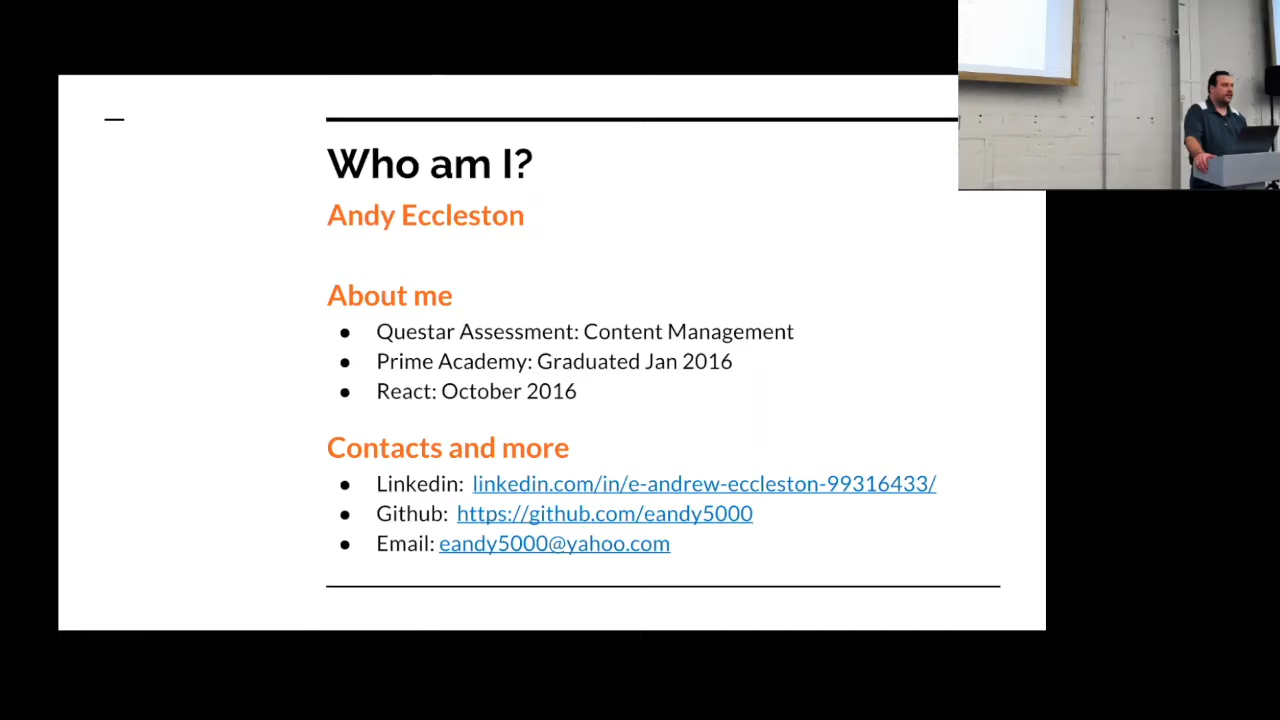 Who am I?
Andy Eccleston
About me
● Questar Assessment: Content Management
● Prime Academy: Graduated Jan 2016
● React: October 2016
Contacts and more
● Linkedin: linkedin.com/in/e-andrew-eccleston-99316433/
● Github: https://github.com/eandy5000
● Email: eandy5000@yahoo.com